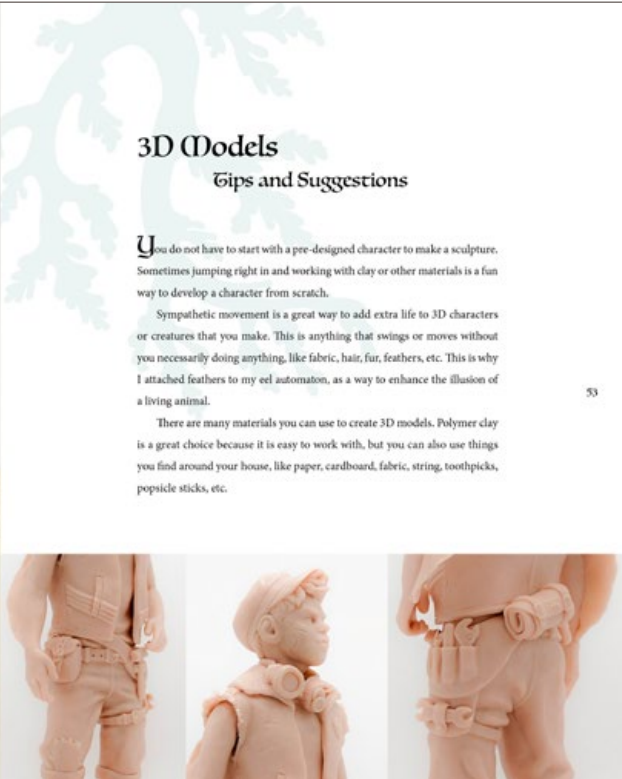 3D Models
Tips and Suggestions
You do not have to start with a pre-designed character to make a sculpture.
Sometimes jumping right in and working with clay or other materials is a fun
way to develop a character from scratch.
Sympathetic movement is a great way to add extra life to 3D characters
or creatures that you make. This is anything that swings or moves without
you necessarily doing anything, like fabric, hair, fur, feathers, etc. This is why
I attached feathers to my eel automaton, as a way to enhance the illusion of
a living animal.
53
There are many materials you can use to create 3D models. Polymer clay
is a great choice because it is easy to work with, but you can also use things
you find around your house, like paper, cardboard, fabric, string, toothpicks,
popsicle sticks, etc.